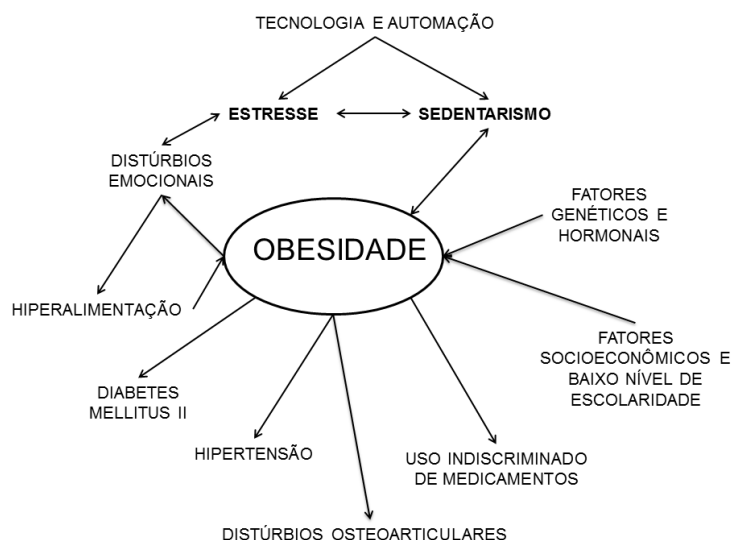 TECNOLOGIA E AUTOMAÇÃO
ESTRESSE
SEDENTARISMO
DISTÚRBIOS
EMOCIONAIS
FATORES
GENÉTICOS E
HORMONAIS
OBESIDADE
HIPERALIMENTAÇÃO
FATORES
SOCIOECONÔMICOS E
BAIXO NÍVEL DE
ESCOLARIDADE
DIABETES
MELLITUS II
HIPERTENSÃO
USO INDISCRIMINADO
DE MEDICAMENTOS
DISTÚRBIOS OSTEOARTICULARES